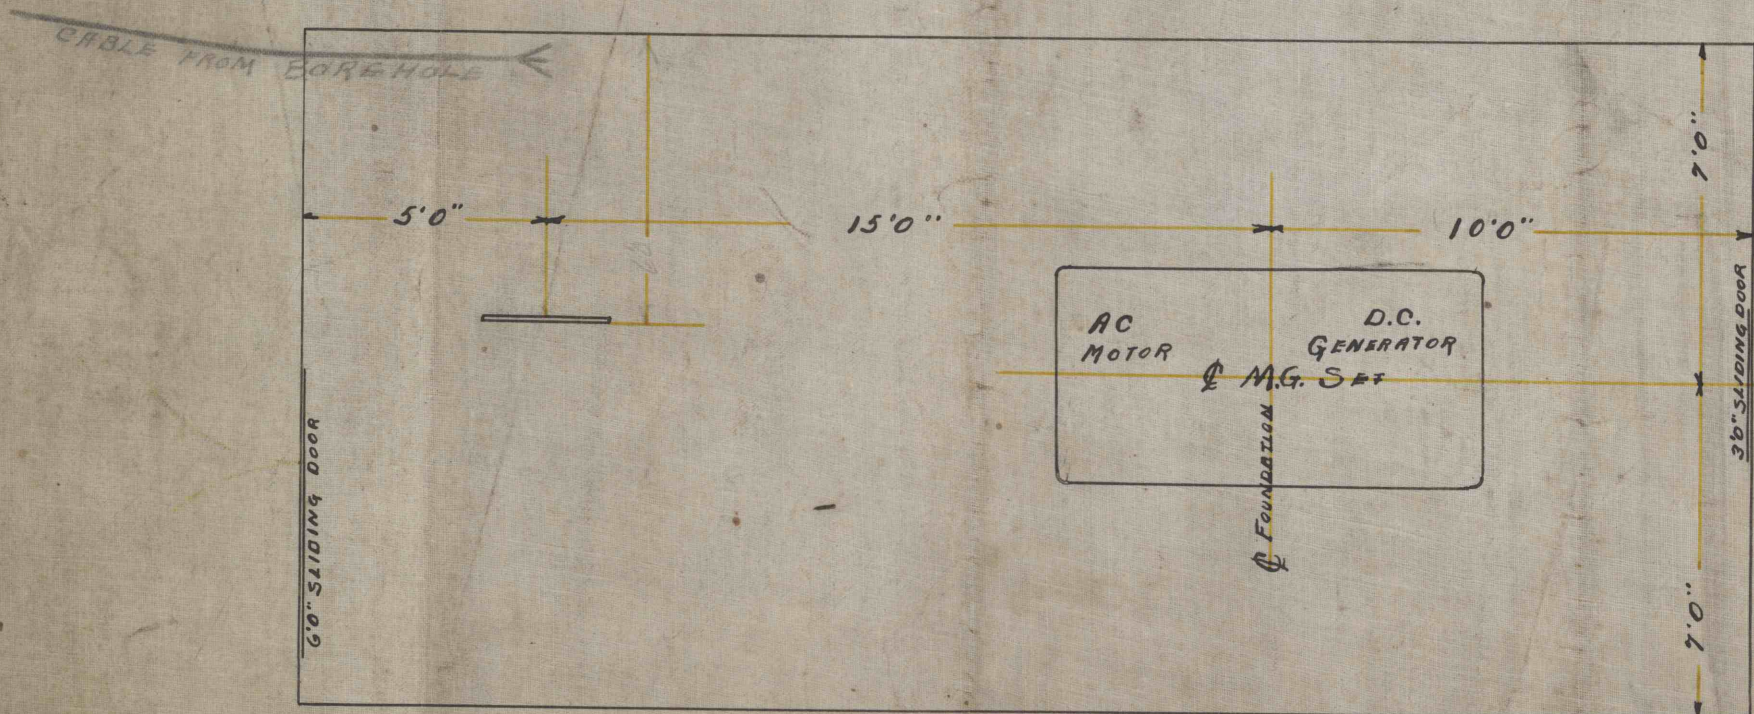 CABLE FROM BOREHOLE
7'0"
5'0"
15'0"
10'0"
AC
MOTOR
D.C.
GENERATOR
℄ M.G. SET
℄ FOUNDATION
3'0" SLIDING DOOR
6'0" SLIDING DOOR
7'0"